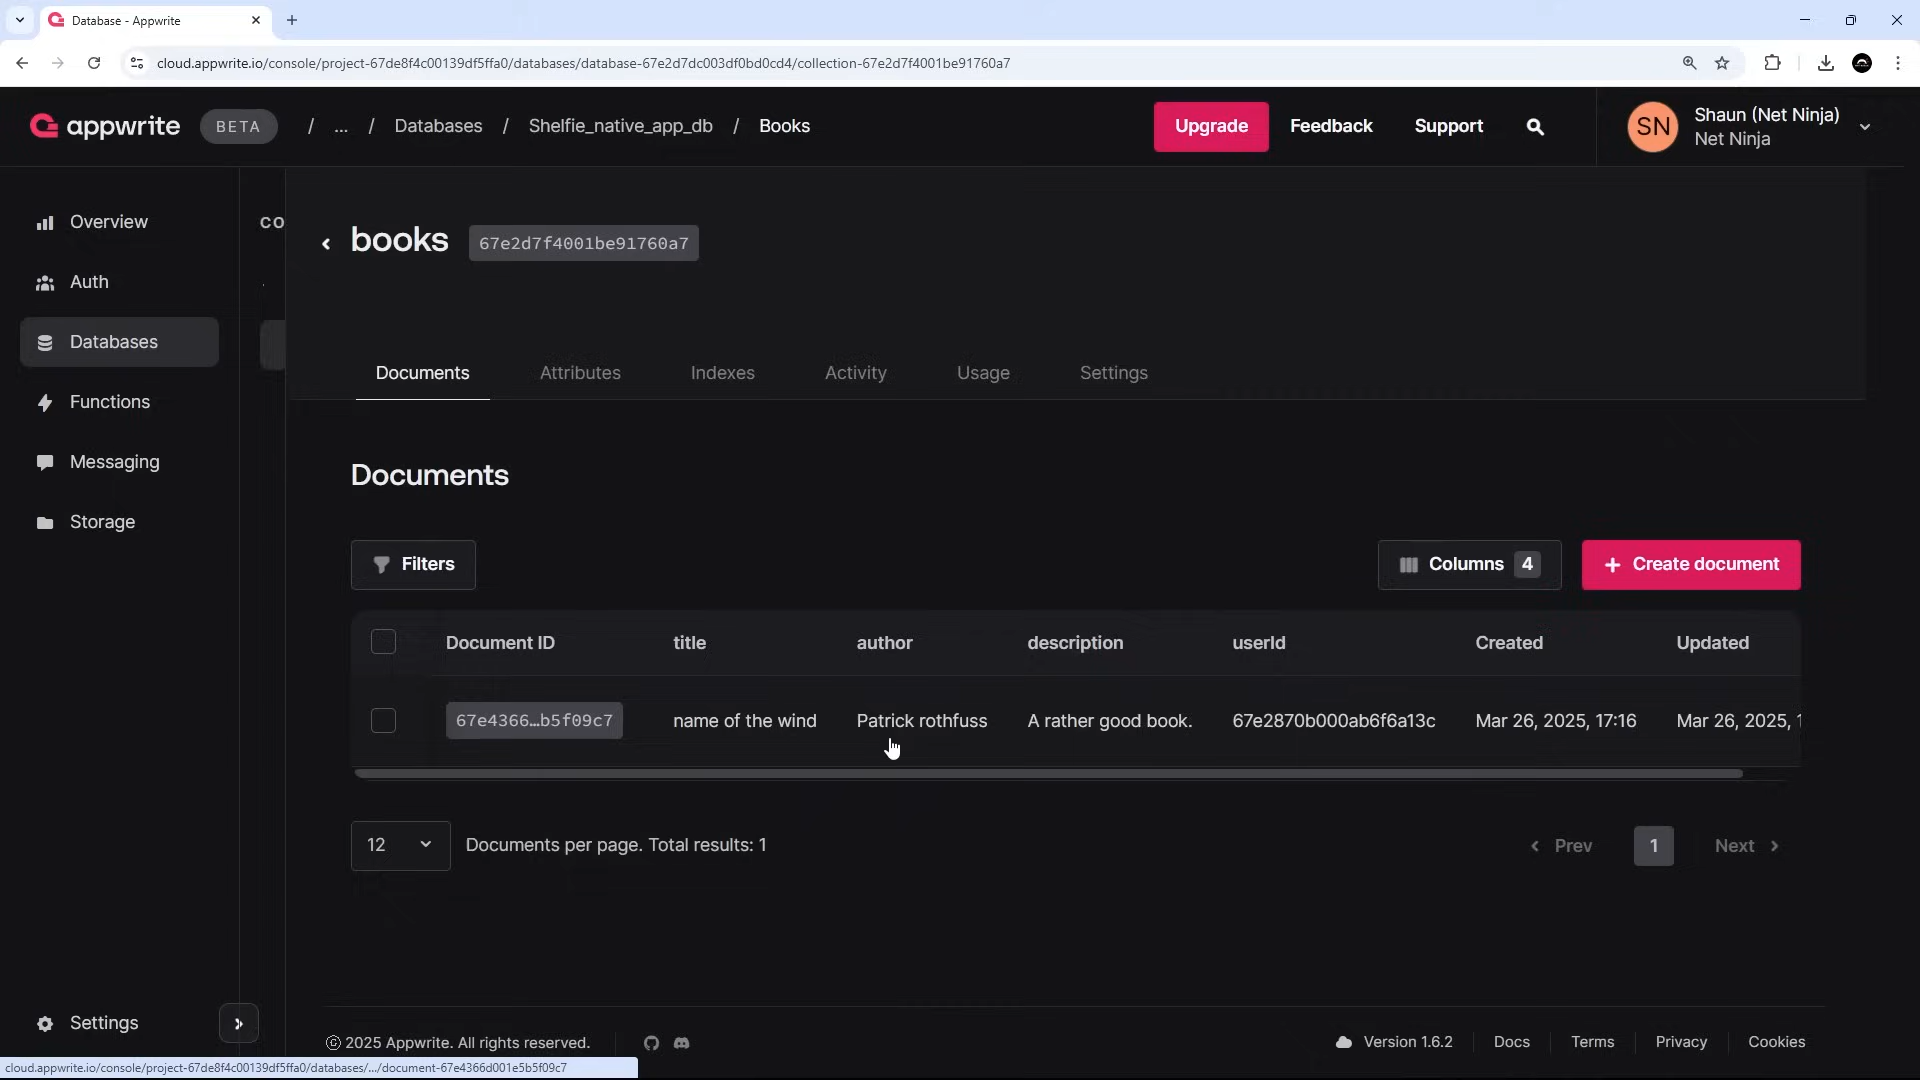 Database - Appwrite
cloud.appwrite.io/console/project-67de8f4c00139df5ffa0/databases/database-67e2d7dc003df0bd0cd4/collection-67e2d7f4001be91760a7
appwrite BETA / ... / Databases / Shelfie_native_app_db / Books Upgrade Feedback Support SN Shaun (Net Ninja)
Net Ninja
Overview
Auth
Databases
Functions
Messaging
Storage
Settings
CO
books 67e2d7f4001be91760a7
Documents Attributes Indexes Activity Usage Settings
Documents
Filters Columns 4 + Create document
Document ID title author description userId Created Updated
67e4366…b5f09c7 name of the wind Patrick rothfuss A rather good book. 67e2870b000ab6f6a13c Mar 26, 2025, 17:16 Mar 26, 2025, 1
12 Documents per page. Total results: 1 Prev 1 Next
© 2025 Appwrite. All rights reserved. Version 1.6.2 Docs Terms Privacy Cookies
cloud.appwrite.io/console/project-67de8f4c00139df5ffa0/databases/.../document-67e4366d001e5b5f09c7